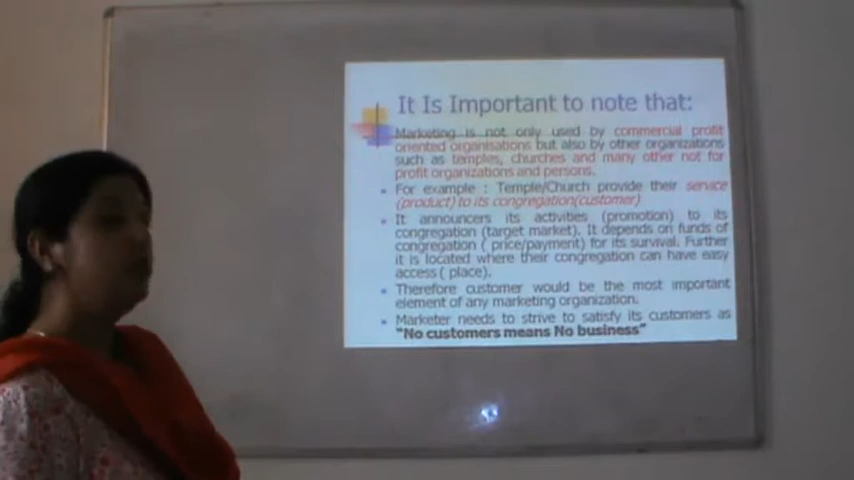 It Is Important to note that:
Marketing is not only used by commercial profit
oriented organisations but also by other organizations
such as temples, churches and many other not for
profit organizations and persons.
For example : Temple/Church provide their service
(product) to its congregation(customer)
It announcers its activities (promotion) to its
congregation (target market). It depends on funds of
congregation ( price/payment) for its survival. Further
it is located where their congregation can have easy
access ( place).
Therefore customer would be the most important
element of any marketing organization.
Marketer needs to strive to satisfy its customers as
"No customers means No business"